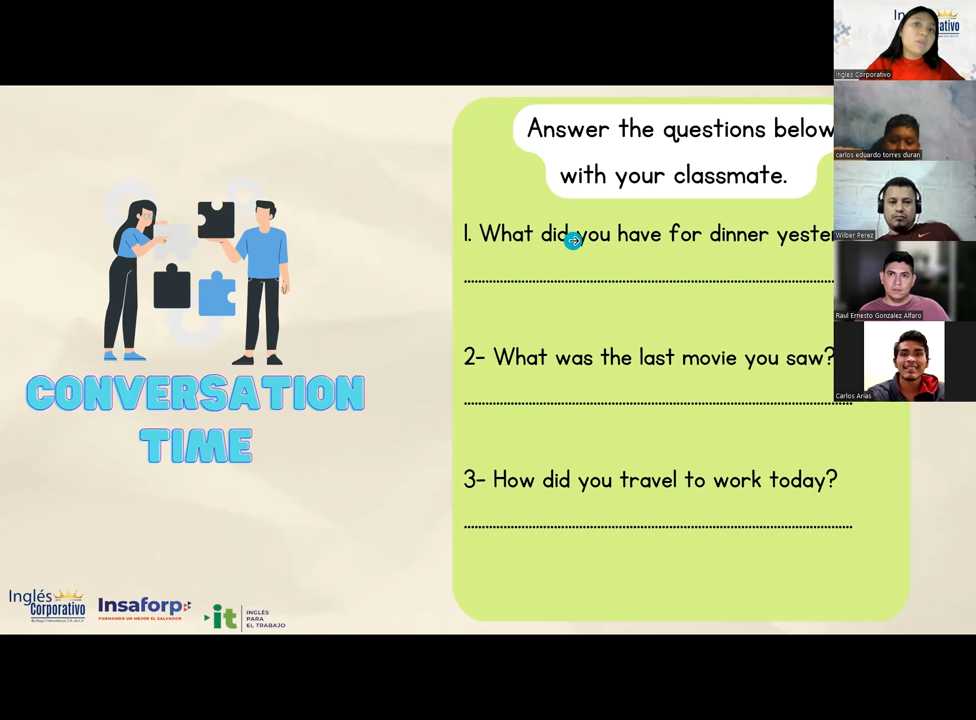 Inglés
Corporativo
carlos eduardo torres duran
Wilber Perez
Raul Ernesto Gonzalez Alfaro
Carlos Arias
Answer the questions below
with your classmate.
1. What did you have for dinner yeste
2- What was the last movie you saw?
3- How did you travel to work today?
CONVERSATION
TIME
Inglés
Corporativo
Insaforp
FORMANDO UN MEJOR EL SALVADOR
it
INGLÉS
PARA
EL TRABAJO